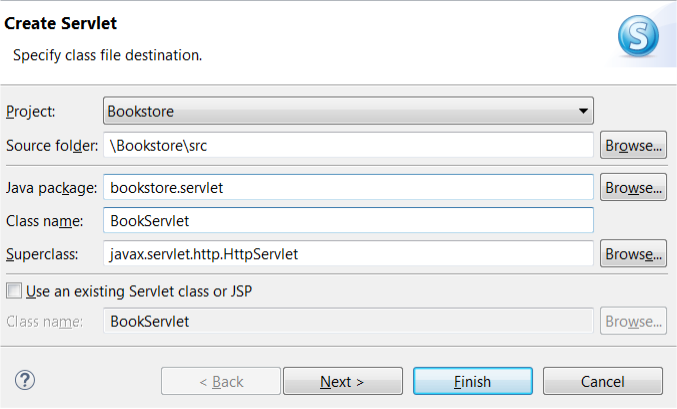 Create Servlet
S
Specify class file destination.
Project: Bookstore
Source folder: \Bookstore\src Browse...
Java package: bookstore.servlet Browse...
Class name: BookServlet
Superclass: javax.servlet.http.HttpServlet Browse...
Use an existing Servlet class or JSP
Class name: BookServlet Browse...
? < Back Next > Finish Cancel